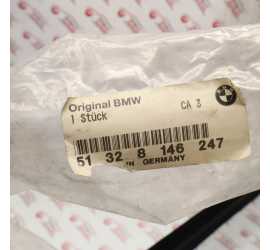 Original BMW
CA 3
1 Stück
51 32 8 146 247
GERMANY